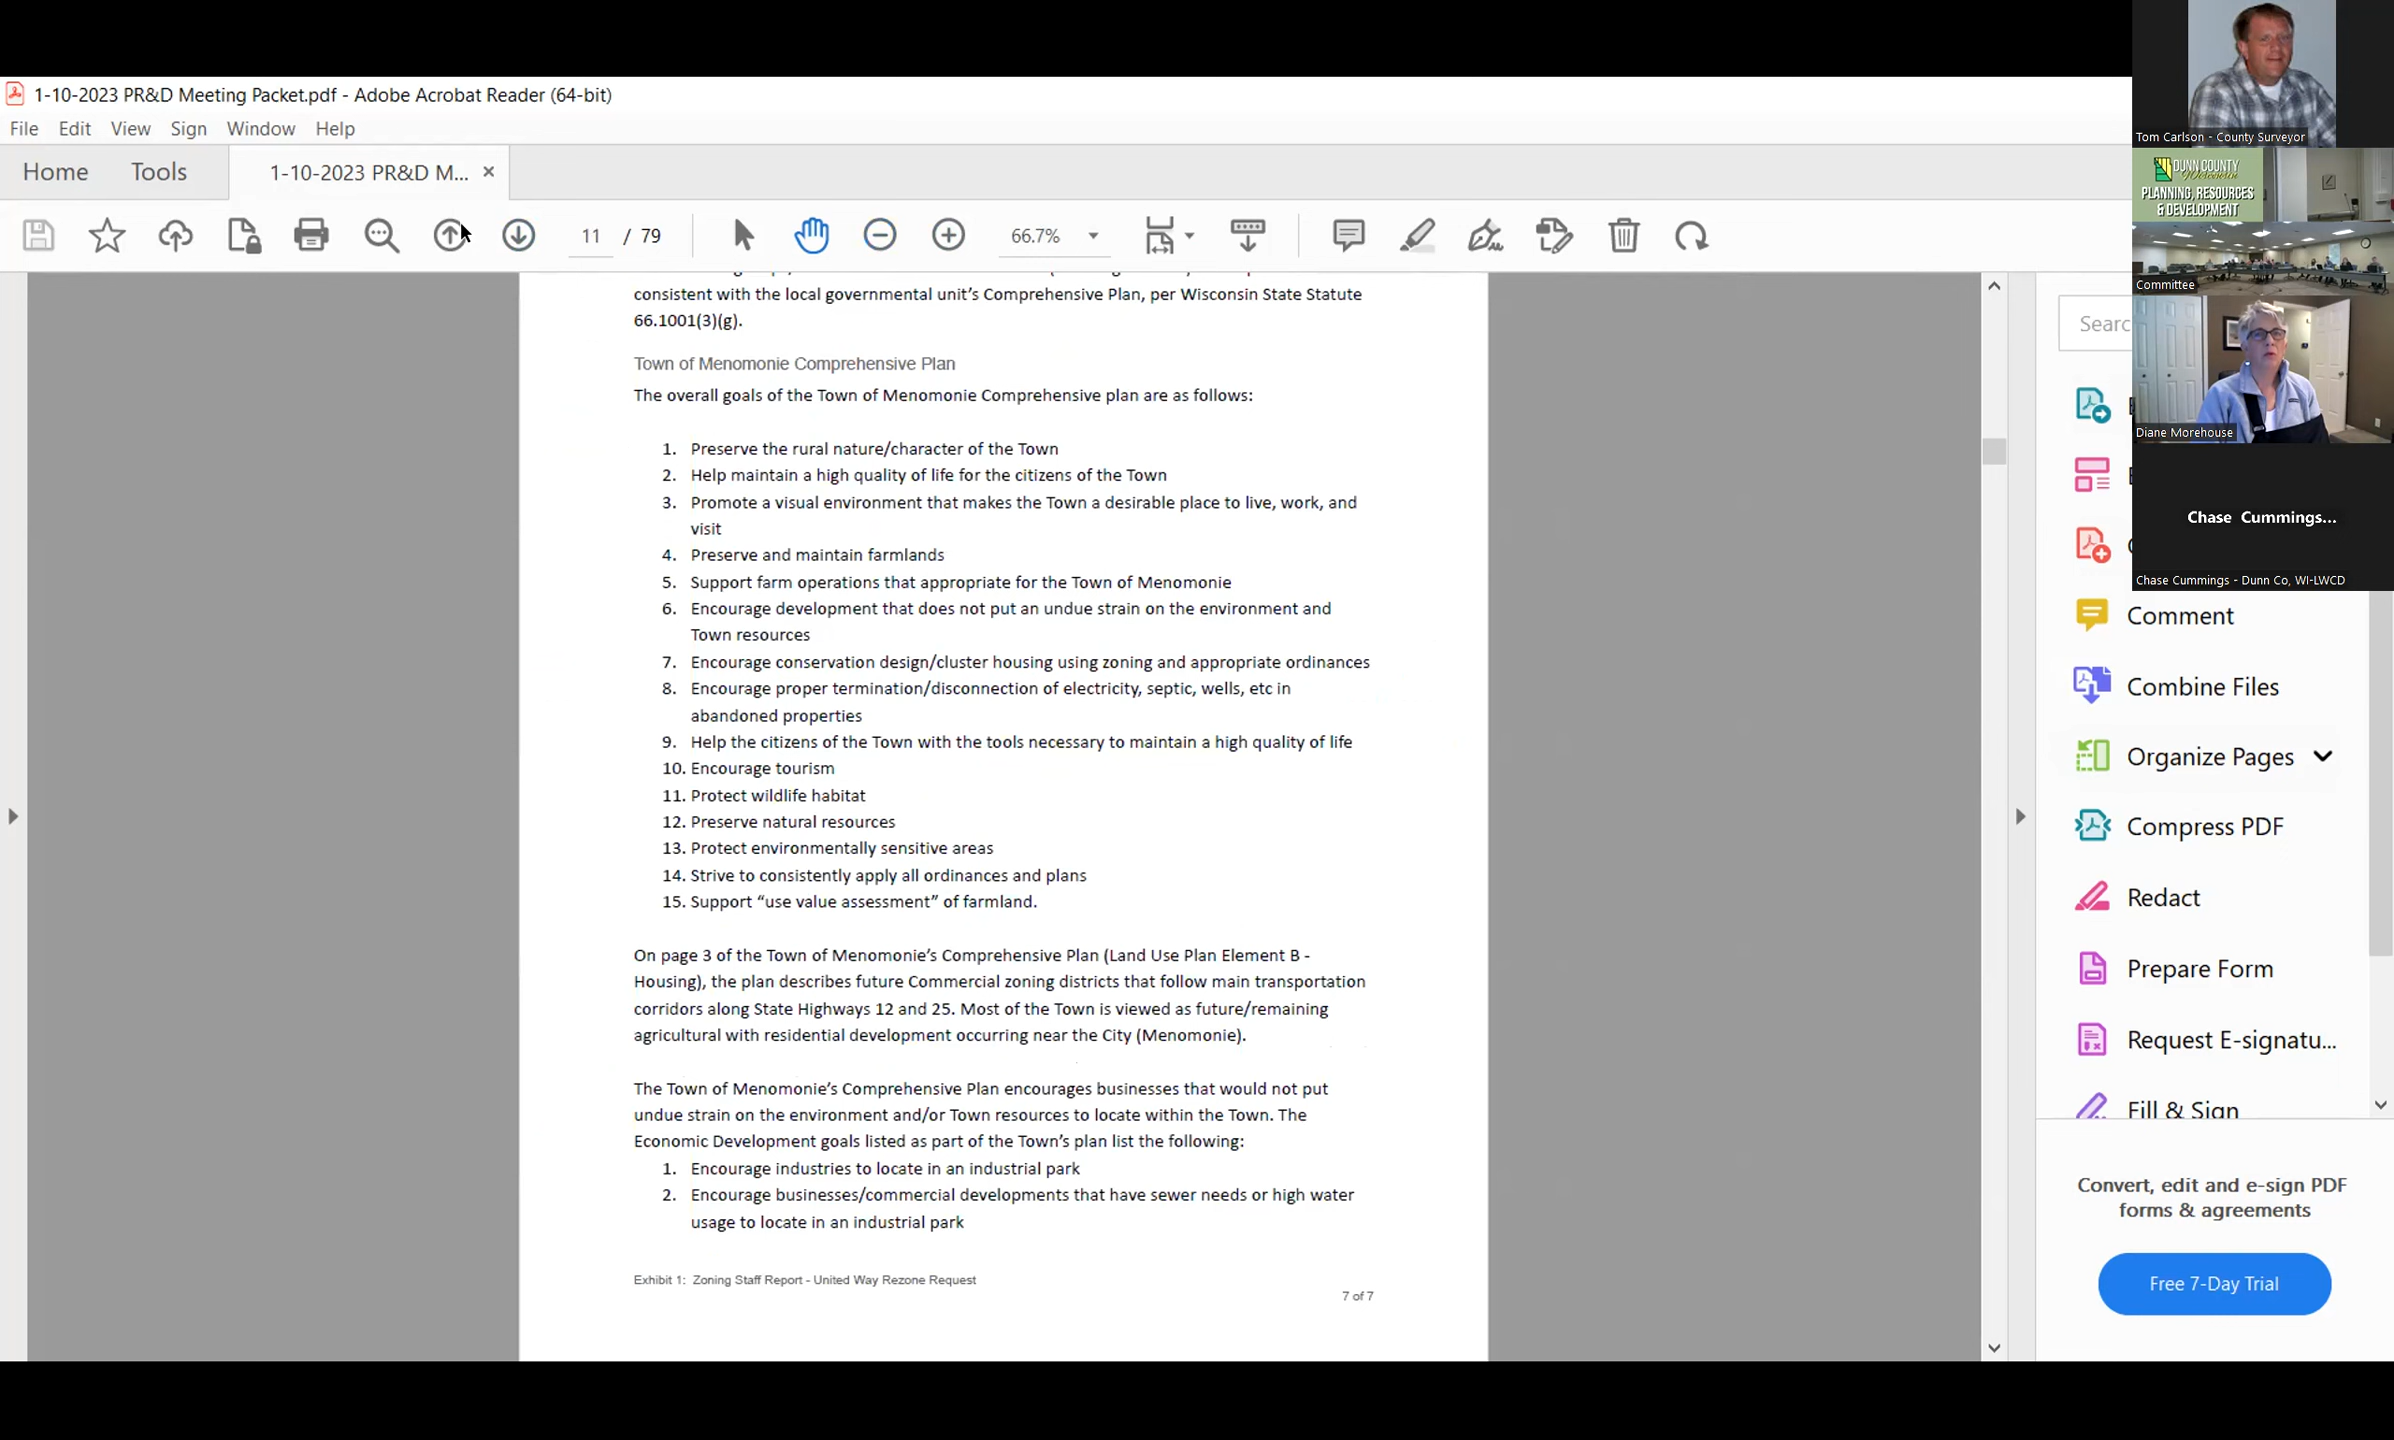 1-10-2023 PR&D Meeting Packet.pdf - Adobe Acrobat Reader (64-bit)
File Edit View Sign Window Help
Home Tools 1-10-2023 PR&D M...
11 / 79 66.7%
consistent with the local governmental unit's Comprehensive Plan, per Wisconsin State Statute
66.1001(3)(g).
Town of Menomonie Comprehensive Plan
The overall goals of the Town of Menomonie Comprehensive plan are as follows:
1. Preserve the rural nature/character of the Town
2. Help maintain a high quality of life for the citizens of the Town
3. Promote a visual environment that makes the Town a desirable place to live, work, and
visit
4. Preserve and maintain farmlands
5. Support farm operations that appropriate for the Town of Menomonie
6. Encourage development that does not put an undue strain on the environment and
Town resources
7. Encourage conservation design/cluster housing using zoning and appropriate ordinances
8. Encourage proper termination/disconnection of electricity, septic, wells, etc in
abandoned properties
9. Help the citizens of the Town with the tools necessary to maintain a high quality of life
10. Encourage tourism
11. Protect wildlife habitat
12. Preserve natural resources
13. Protect environmentally sensitive areas
14. Strive to consistently apply all ordinances and plans
15. Support “use value assessment” of farmland.
On page 3 of the Town of Menomonie's Comprehensive Plan (Land Use Plan Element B -
Housing), the plan describes future Commercial zoning districts that follow main transportation
corridors along State Highways 12 and 25. Most of the Town is viewed as future/remaining
agricultural with residential development occurring near the City (Menomonie).
The Town of Menomonie's Comprehensive Plan encourages businesses that would not put
undue strain on the environment and/or Town resources to locate within the Town. The
Economic Development goals listed as part of the Town's plan list the following:
1. Encourage industries to locate in an industrial park
2. Encourage businesses/commercial developments that have sewer needs or high water
usage to locate in an industrial park
Exhibit 1: Zoning Staff Report - United Way Rezone Request
7 of 7
Searc
Comment
Combine Files
Organize Pages
Compress PDF
Redact
Prepare Form
Request E-signatu...
Fill & Sign
Convert, edit and e-sign PDF
forms & agreements
Free 7-Day Trial
Tom Carlson - County Surveyor
DUNN COUNTY
Wisconsin
PLANNING, RESOURCES
& DEVELOPMENT
Committee
Diane Morehouse
Chase Cummings...
Chase Cummings - Dunn Co, WI-LWCD